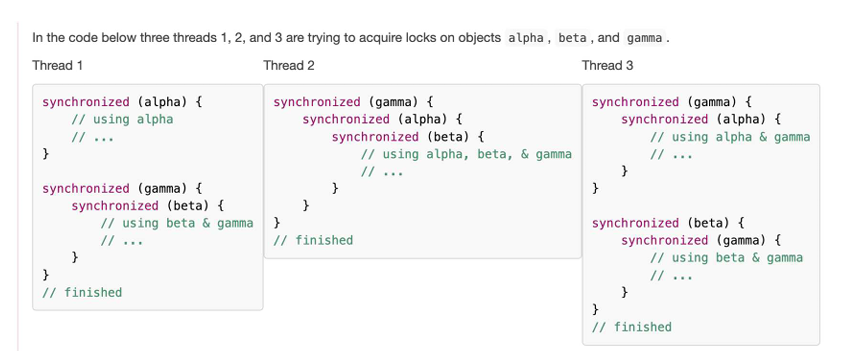 In the code below three threads 1, 2, and 3 are trying to acquire locks on objects alpha, beta, and gamma.
Thread 1
synchronized (alpha) {
    // using alpha
    // ...
}

synchronized (gamma) {
    synchronized (beta) {
        // using beta & gamma
        // ...
    }
}
// finished
Thread 2
synchronized (gamma) {
    synchronized (alpha) {
        synchronized (beta) {
            // using alpha, beta, & gamma
            // ...
        }
    }
}
// finished
Thread 3
synchronized (gamma) {
    synchronized (alpha) {
        // using alpha & gamma
        // ...
    }
}

synchronized (beta) {
    synchronized (gamma) {
        // using beta & gamma
        // ...
    }
}
// finished